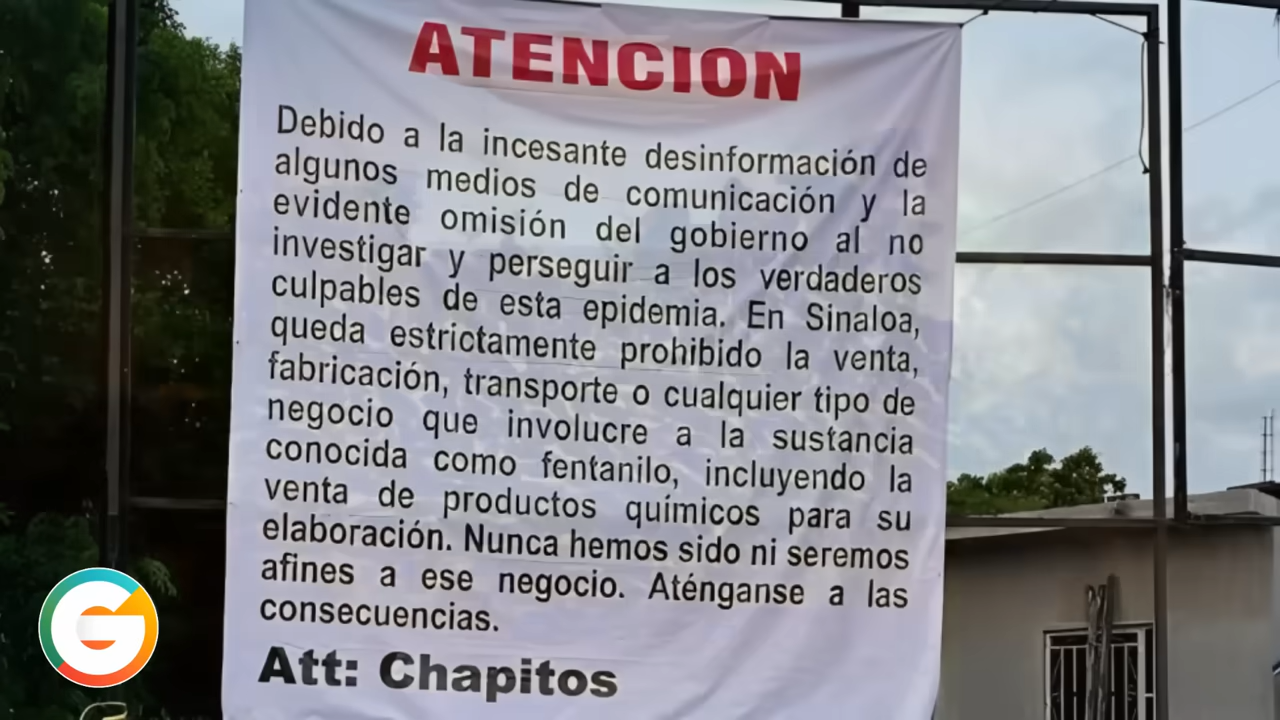 ATENCION
Debido a la incesante desinformación de
algunos medios de comunicación y la
evidente omisión del gobierno al no
investigar y perseguir a los verdaderos
culpables de esta epidemia. En Sinaloa,
queda estrictamente prohibido la venta,
fabricación, transporte o cualquier tipo de
negocio que involucre a la sustancia
conocida como fentanilo, incluyendo la
venta de productos químicos para su
elaboración. Nunca hemos sido ni seremos
afines a ese negocio. Aténganse a las
consecuencias.
Att: Chapitos
G